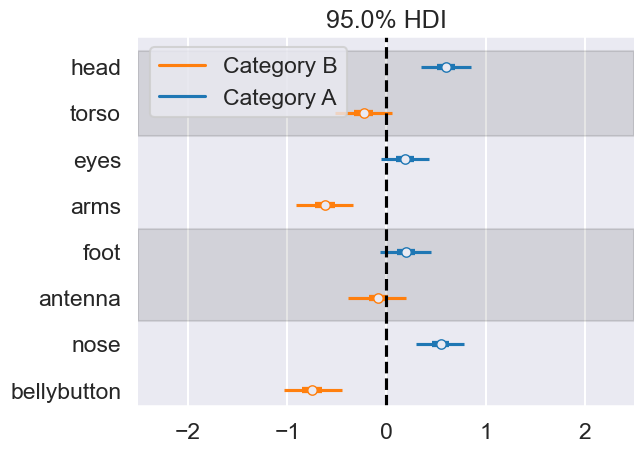 95.0% HDI
Category B
Category A
head
torso
eyes
arms
foot
antenna
nose
bellybutton
−2 −1 0 1 2